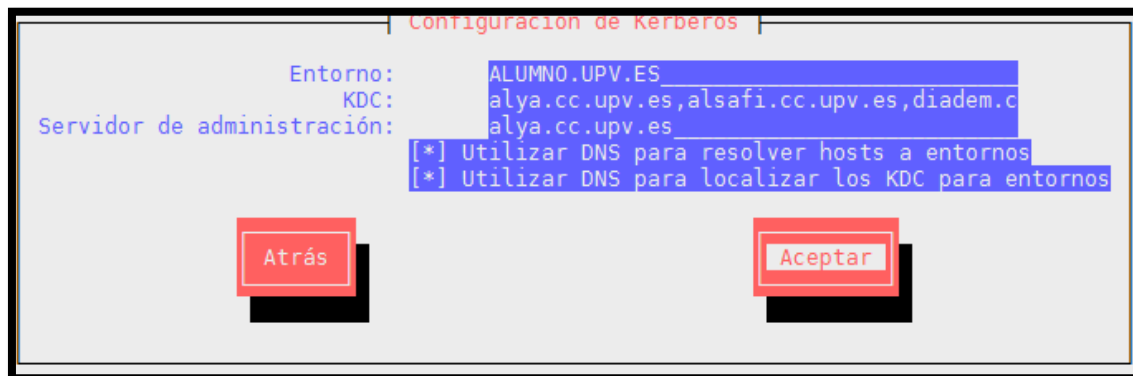 Configuración de Kerberos
Entorno: ALUMNO.UPV.ES
KDC: alya.cc.upv.es,alsafi.cc.upv.es,diadem.c
Servidor de administración: alya.cc.upv.es
[*] Utilizar DNS para resolver hosts a entornos
[*] Utilizar DNS para localizar los KDC para entornos
Atrás Aceptar